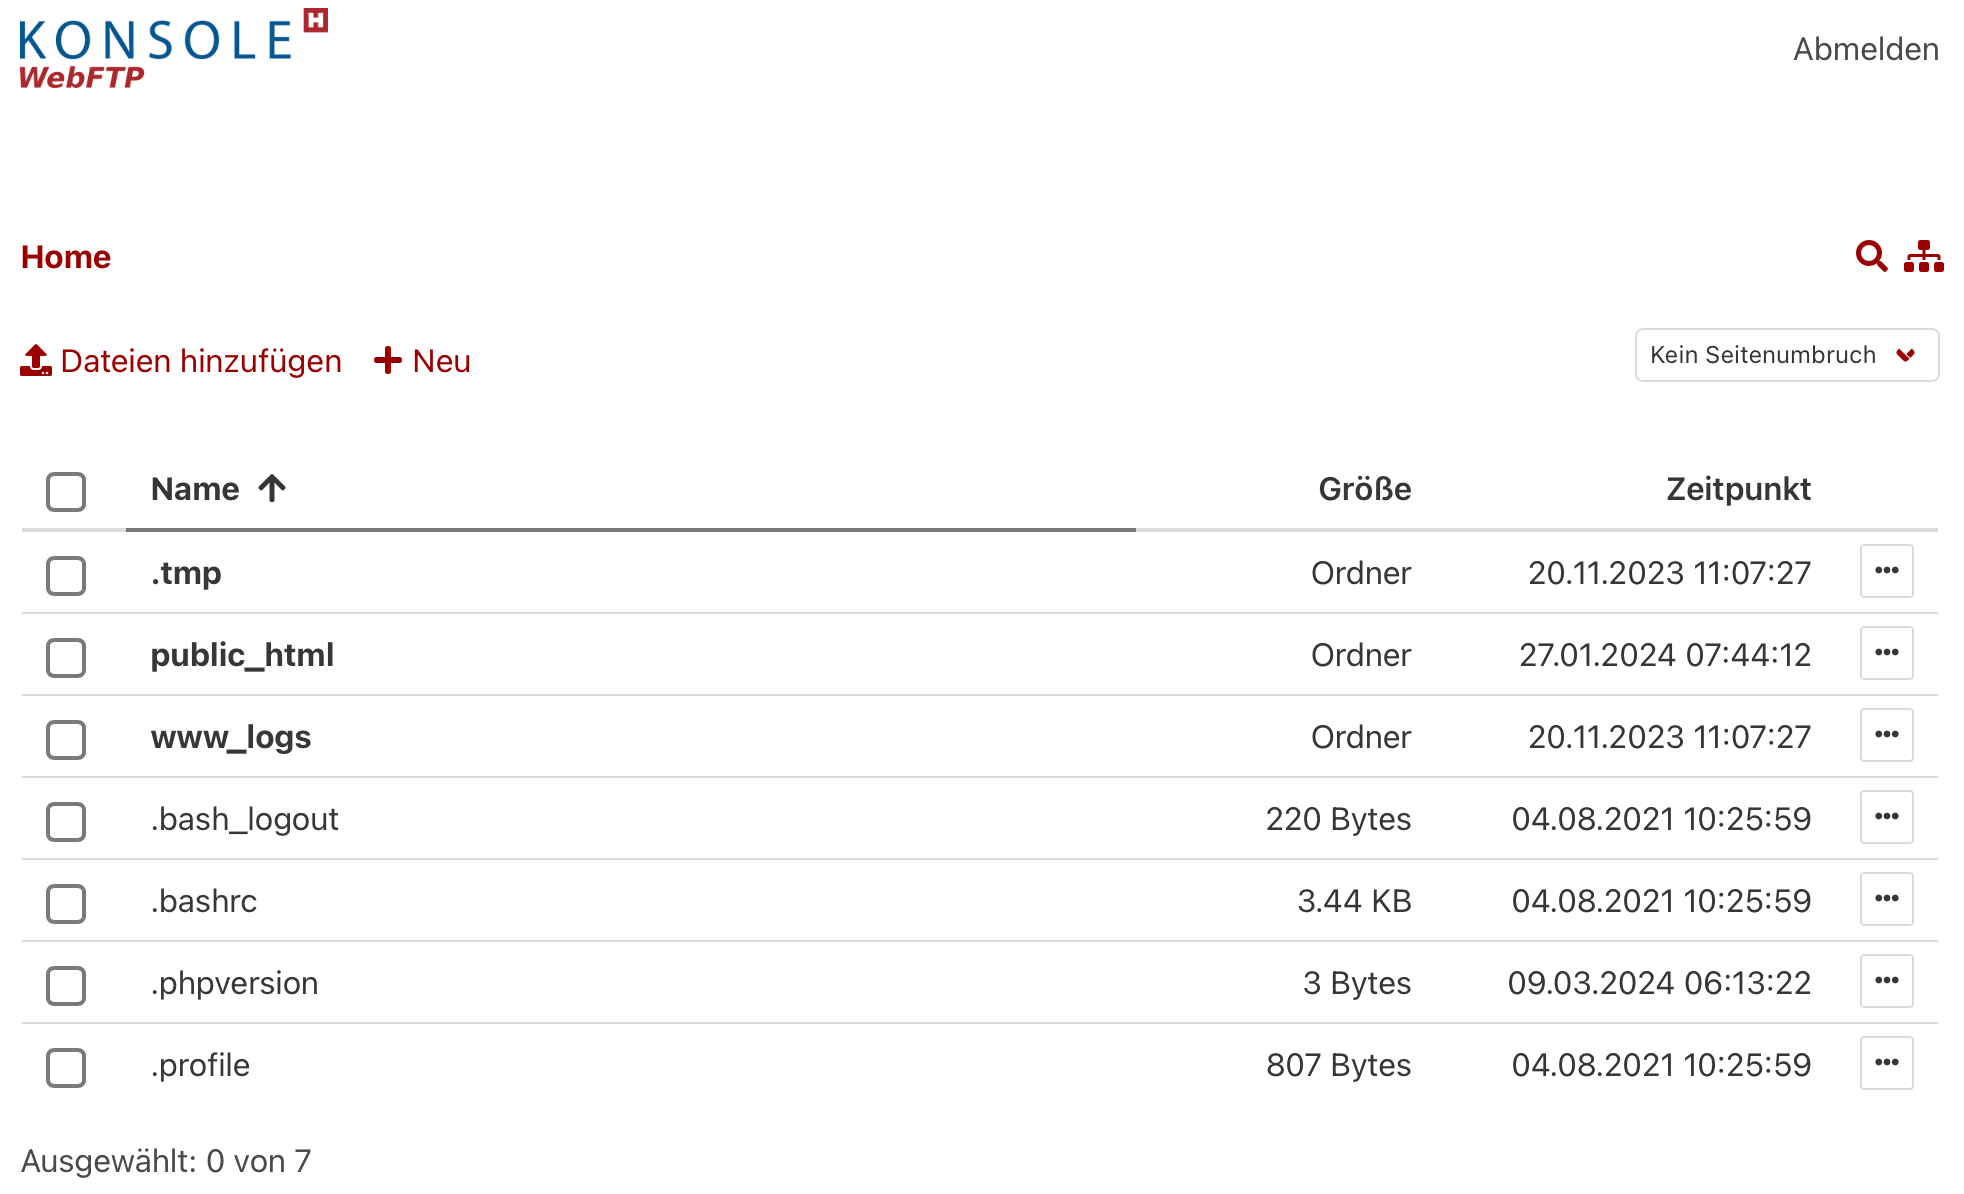 KONSOLE H
WebFTP
Abmelden
Home
Dateien hinzufügen Neu Kein Seitenumbruch
Name Größe Zeitpunkt
.tmp Ordner 20.11.2023 11:07:27
public_html Ordner 27.01.2024 07:44:12
www_logs Ordner 20.11.2023 11:07:27
.bash_logout 220 Bytes 04.08.2021 10:25:59
.bashrc 3.44 KB 04.08.2021 10:25:59
.phpversion 3 Bytes 09.03.2024 06:13:22
.profile 807 Bytes 04.08.2021 10:25:59
Ausgewählt: 0 von 7